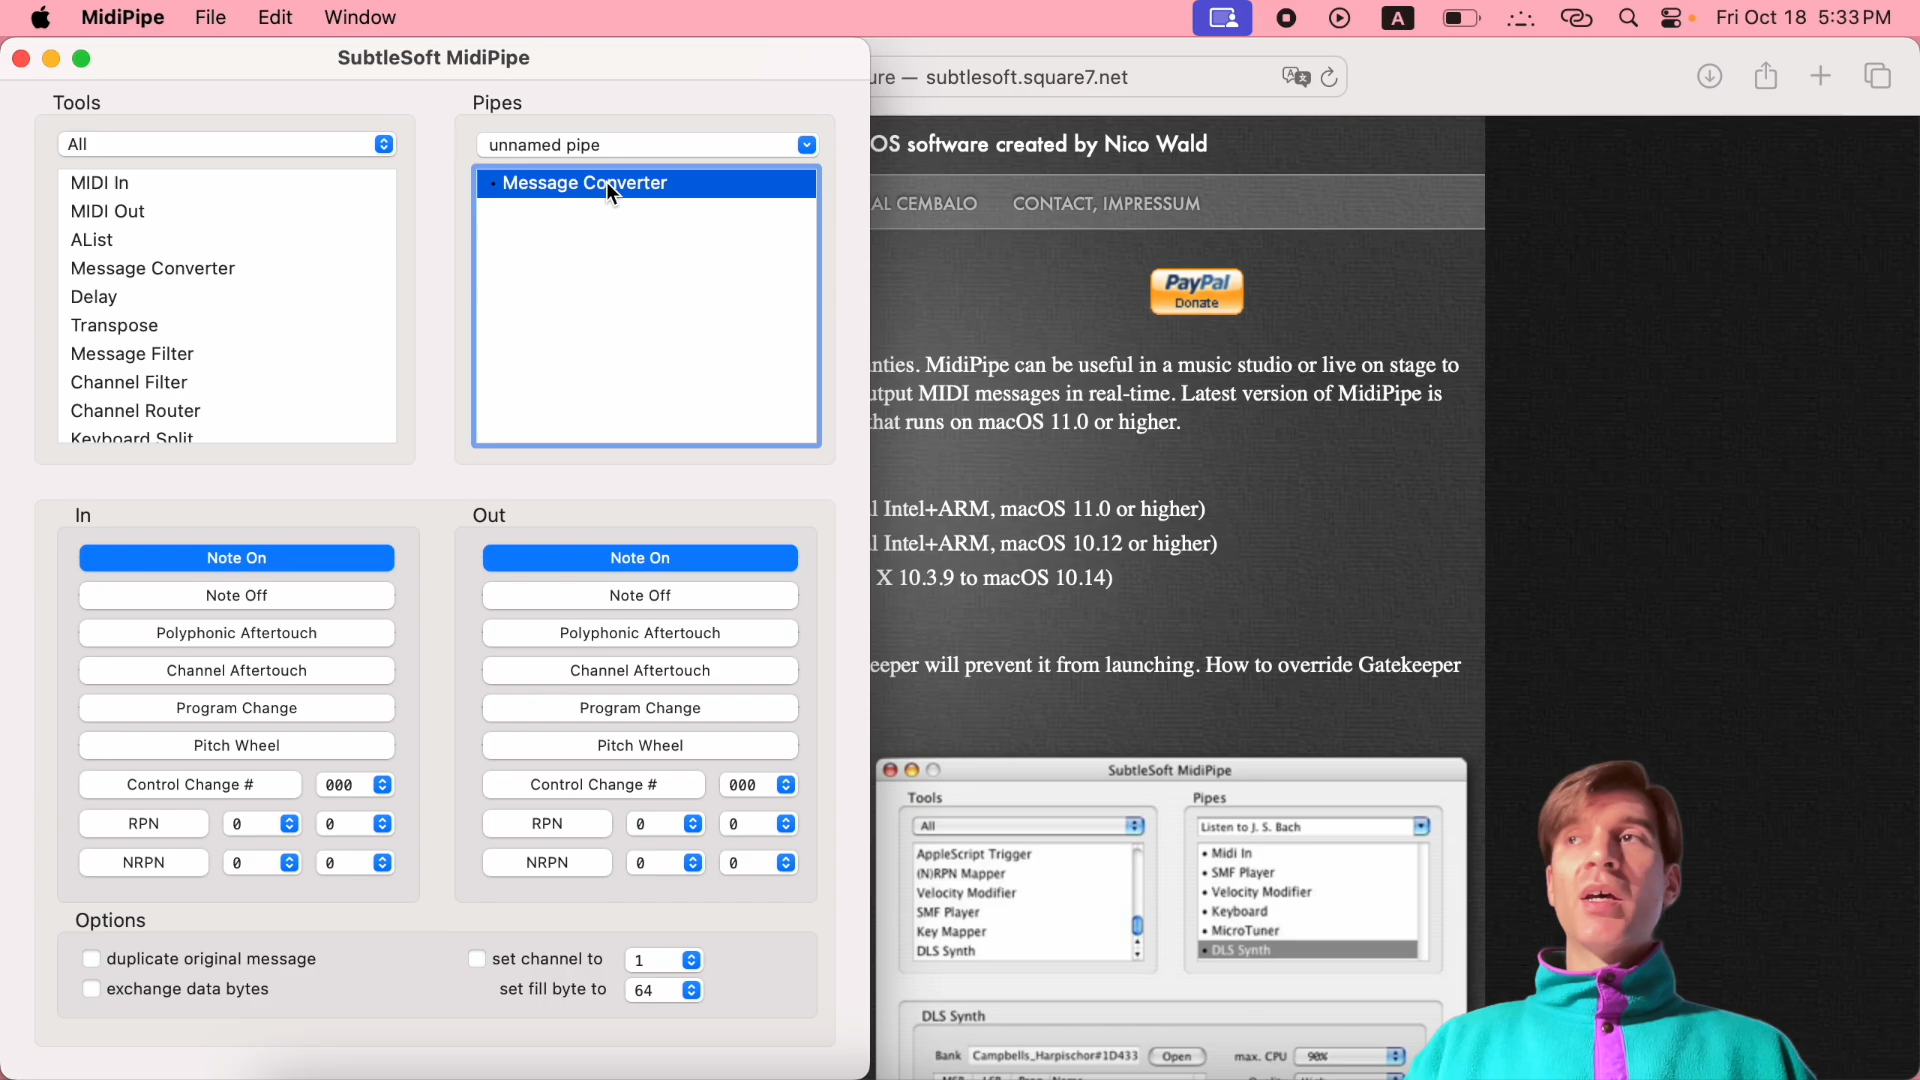 MidiPipe File Edit Window A Fri Oct 18 5:33 PM
SubtleSoft MidiPipe
ure — subtlesoft.square7.net
Tools
Pipes
All
unnamed pipe
MIDI In
MIDI Out
AList
Message Converter
Delay
Transpose
Message Filter
Channel Filter
Channel Router
Keyboard Split
• Message Converter
In
Note On
Note Off
Polyphonic Aftertouch
Channel Aftertouch
Program Change
Pitch Wheel
Control Change # 000
RPN 0 0
NRPN 0 0
Out
Note On
Note Off
Polyphonic Aftertouch
Channel Aftertouch
Program Change
Pitch Wheel
Control Change # 000
RPN 0 0
NRPN 0 0
Options
duplicate original message
exchange data bytes
set channel to 1
set fill byte to 64
OS software created by Nico Wald
AL CEMBALO CONTACT, IMPRESSUM
PayPal
Donate
nties. MidiPipe can be useful in a music studio or live on stage to
utput MIDI messages in real-time. Latest version of MidiPipe is
that runs on macOS 11.0 or higher.
l Intel+ARM, macOS 11.0 or higher)
l Intel+ARM, macOS 10.12 or higher)
X 10.3.9 to macOS 10.14)
eeper will prevent it from launching. How to override Gatekeeper
SubtleSoft MidiPipe
Tools
Pipes
All
Listen to J. S. Bach
AppleScript Trigger
(N)RPN Mapper
Velocity Modifier
SMF Player
Key Mapper
DLS Synth
• Midi In
• SMF Player
• Velocity Modifier
• Keyboard
• MicroTuner
• DLS Synth
DLS Synth
Bank Campbells_Harpischor#1D433 Open max. CPU 90%